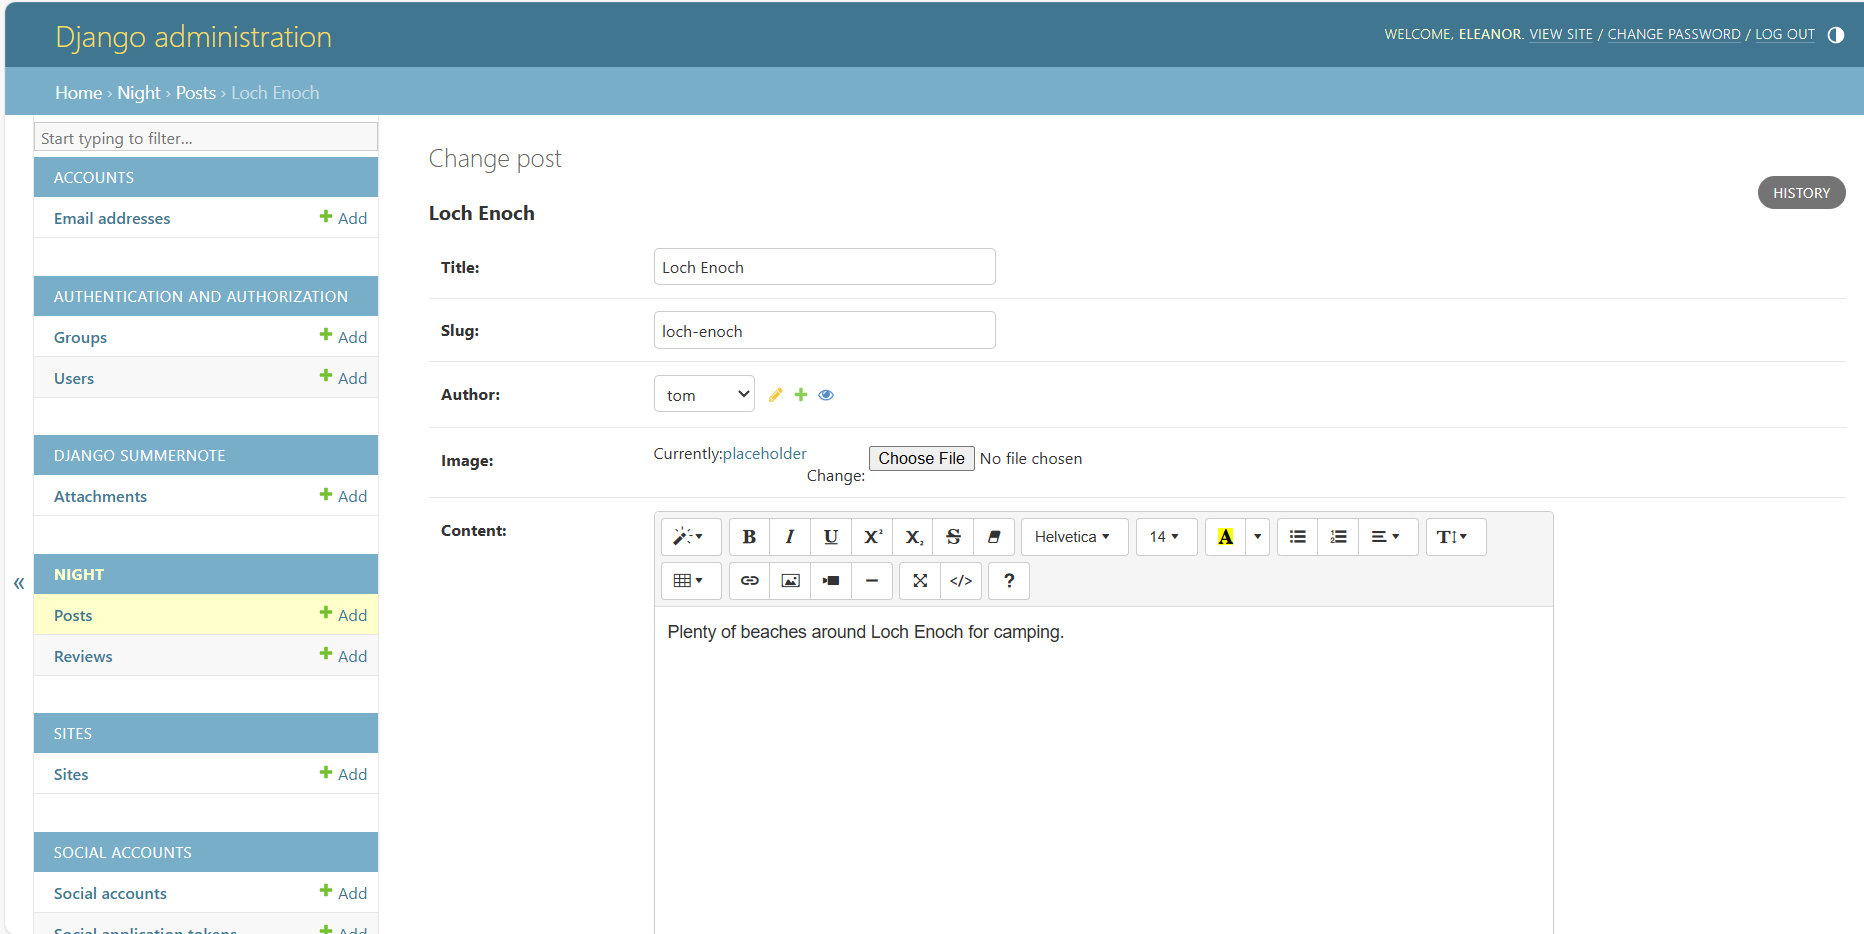 Django administration
WELCOME, ELEANOR. VIEW SITE / CHANGE PASSWORD / LOG OUT
Home › Night › Posts › Loch Enoch
Start typing to filter...
ACCOUNTS
Email addresses
Add
AUTHENTICATION AND AUTHORIZATION
Groups
Add
Users
Add
DJANGO SUMMERNOTE
Attachments
Add
«
NIGHT
Posts
Add
Reviews
Add
SITES
Sites
Add
SOCIAL ACCOUNTS
Social accounts
Add
Social application tokens
Add
Change post
HISTORY
Loch Enoch
Title:
Loch Enoch
Slug:
loch-enoch
Author:
tom
Image:
Currently:placeholder
Change: Choose File No file chosen
Content:
B I U X² X₂ S Helvetica 14 A T
</> ?
Plenty of beaches around Loch Enoch for camping.